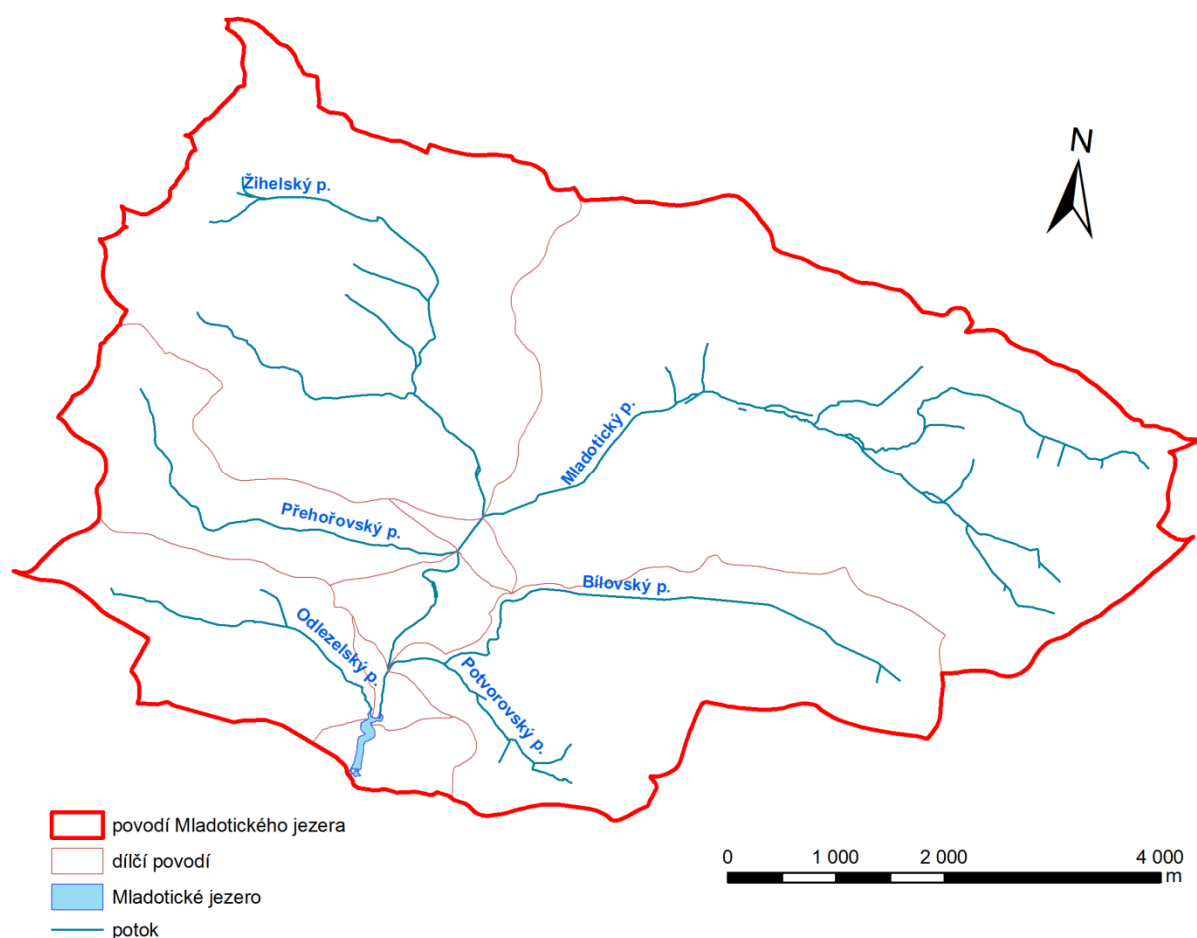 N
Žihelský p.
Mladotický p.
Přehořovský p.
Bílovský p.
Odlezelský p.
Potvorovský p.
povodí Mladotického jezera
dílčí povodí
Mladotické jezero
potok
0 1 000 2 000 4 000
m